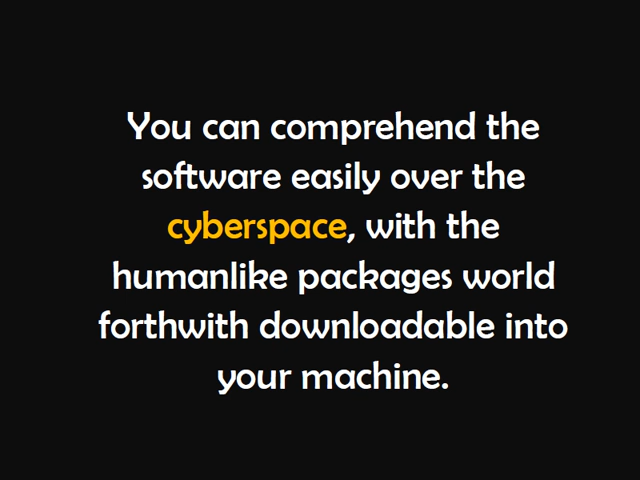 You can comprehend the
software easily over the
cyberspace, with the
humanlike packages world
forthwith downloadable into
your machine.